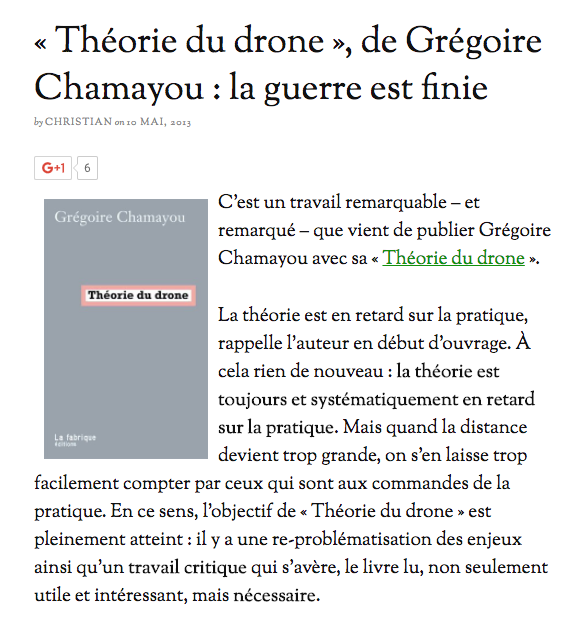 « Théorie du drone », de Grégoire
Chamayou : la guerre est finie
by CHRISTIAN on 10 MAI, 2013
G+1 6
Grégoire Chamayou
Théorie du drone
La fabrique
éditions
C'est un travail remarquable – et
remarqué – que vient de publier Grégoire
Chamayou avec sa « Théorie du drone ».
La théorie est en retard sur la pratique,
rappelle l'auteur en début d'ouvrage. À
cela rien de nouveau : la théorie est
toujours et systématiquement en retard
sur la pratique. Mais quand la distance
devient trop grande, on s'en laisse trop
facilement compter par ceux qui sont aux commandes de la
pratique. En ce sens, l'objectif de « Théorie du drone » est
pleinement atteint : il y a une re-problématisation des enjeux
ainsi qu'un travail critique qui s'avère, le livre lu, non seulement
utile et intéressant, mais nécessaire.